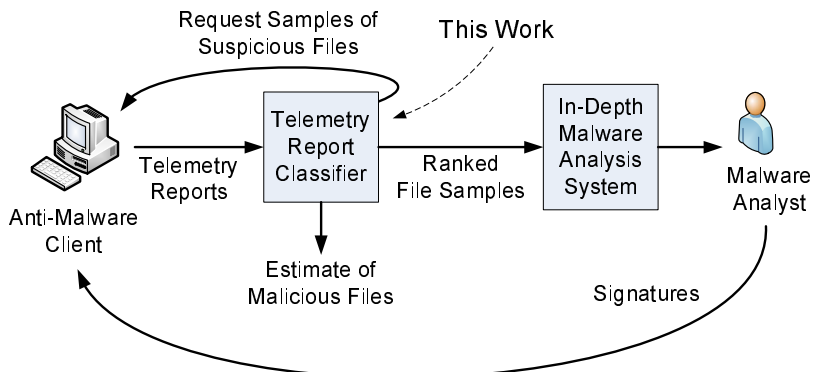 Request Samples of
Suspicious Files
This Work
Telemetry
Report
Classifier
In-Depth
Malware
Analysis
System
Telemetry
Reports
Ranked
File Samples
Malware
Analyst
Anti-Malware
Client
Estimate of
Malicious Files
Signatures